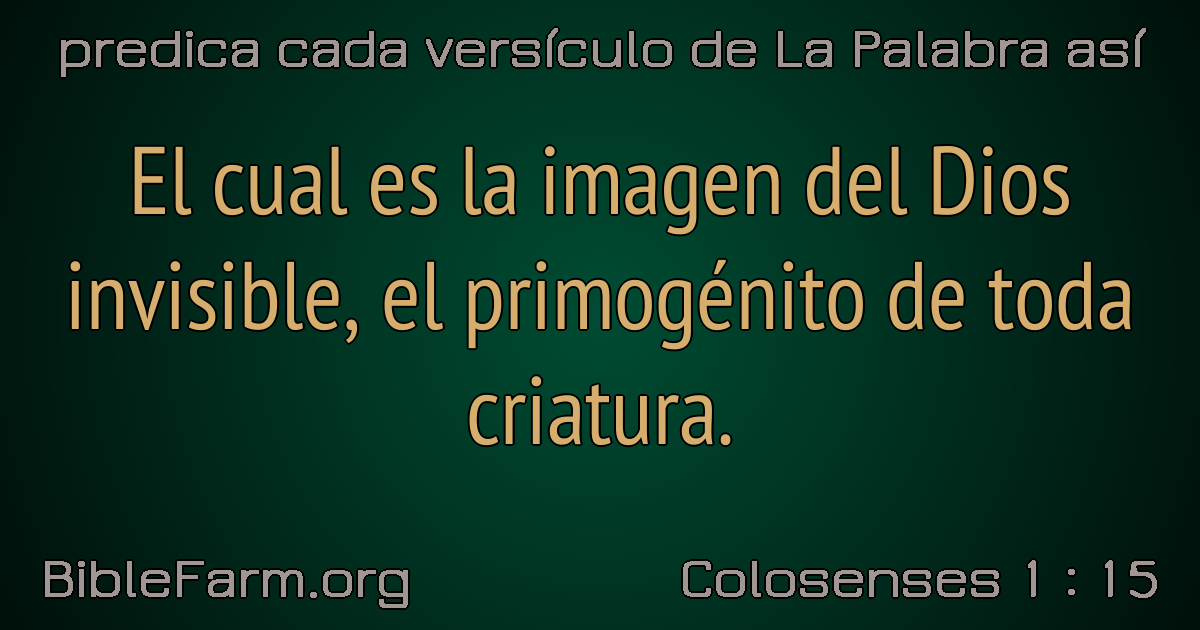 predica cada versículo de La Palabra así
El cual es la imagen del Dios
invisible, el primogénito de toda
criatura.
BibleFarm.org
Colosenses 1 : 15